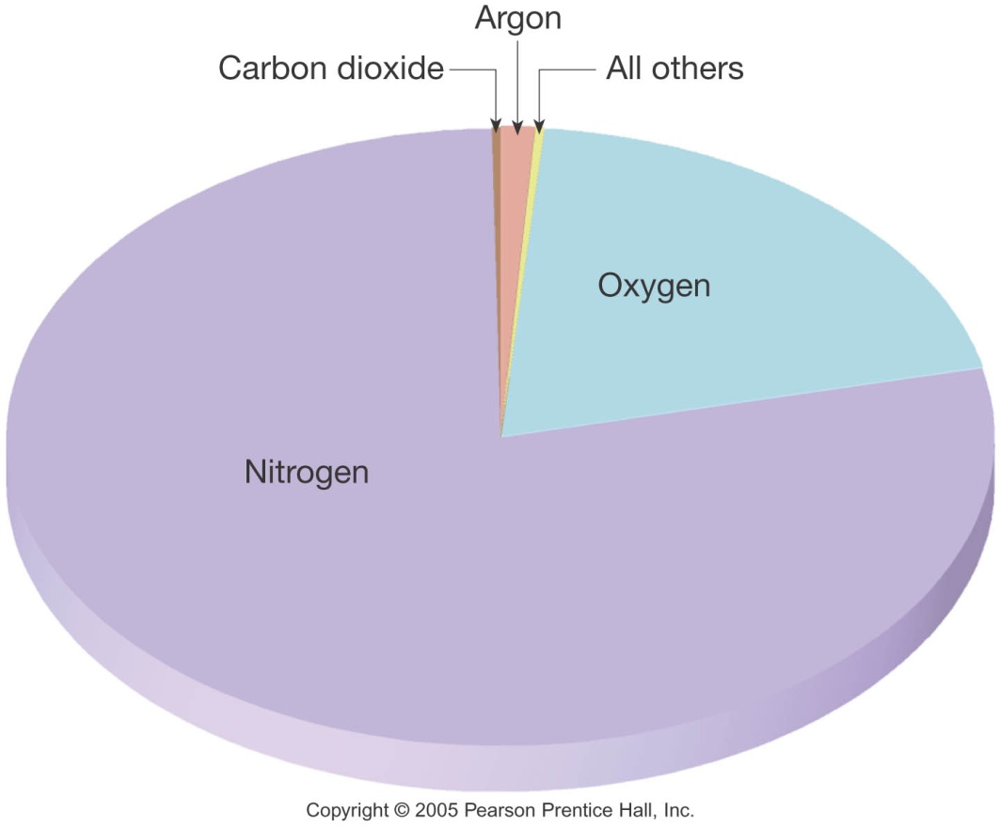 Argon
Carbon dioxide
All others
Oxygen
Nitrogen
Copyright © 2005 Pearson Prentice Hall, Inc.